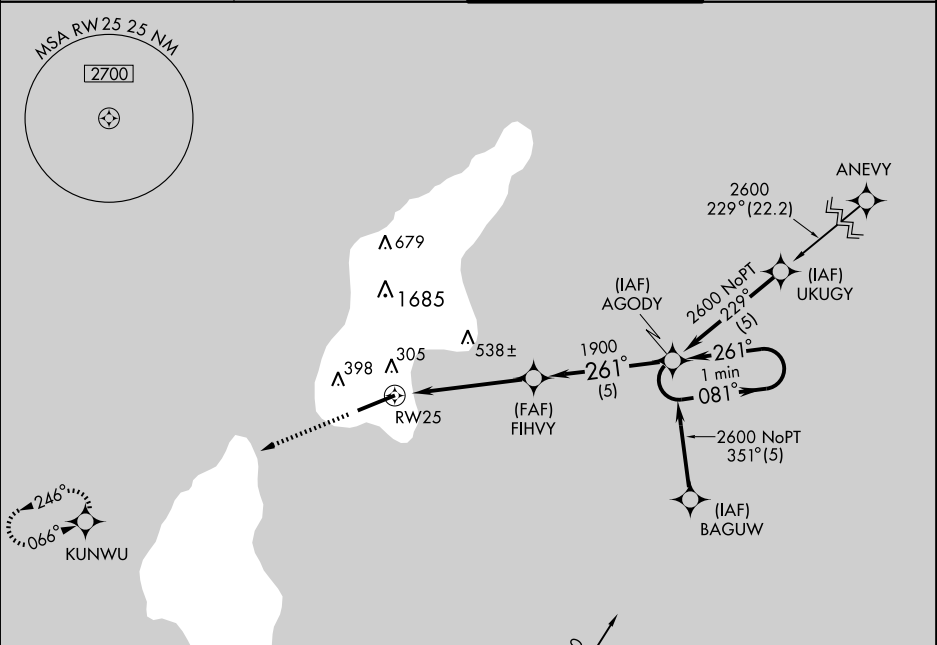 MSA RW25 25 NM
2700
ANEVY
2600
229°(22.2)
(IAF)
UKUGY
(IAF)
AGODY
2600 NoPT
229°
(5)
679
1685
538±
305
398
RW25
1900
261°
(5)
(FAF)
FIHVY
261°
1 min
081°
2600 NoPT
351°(5)
(IAF)
BAGUW
246°
066°
KUNWU